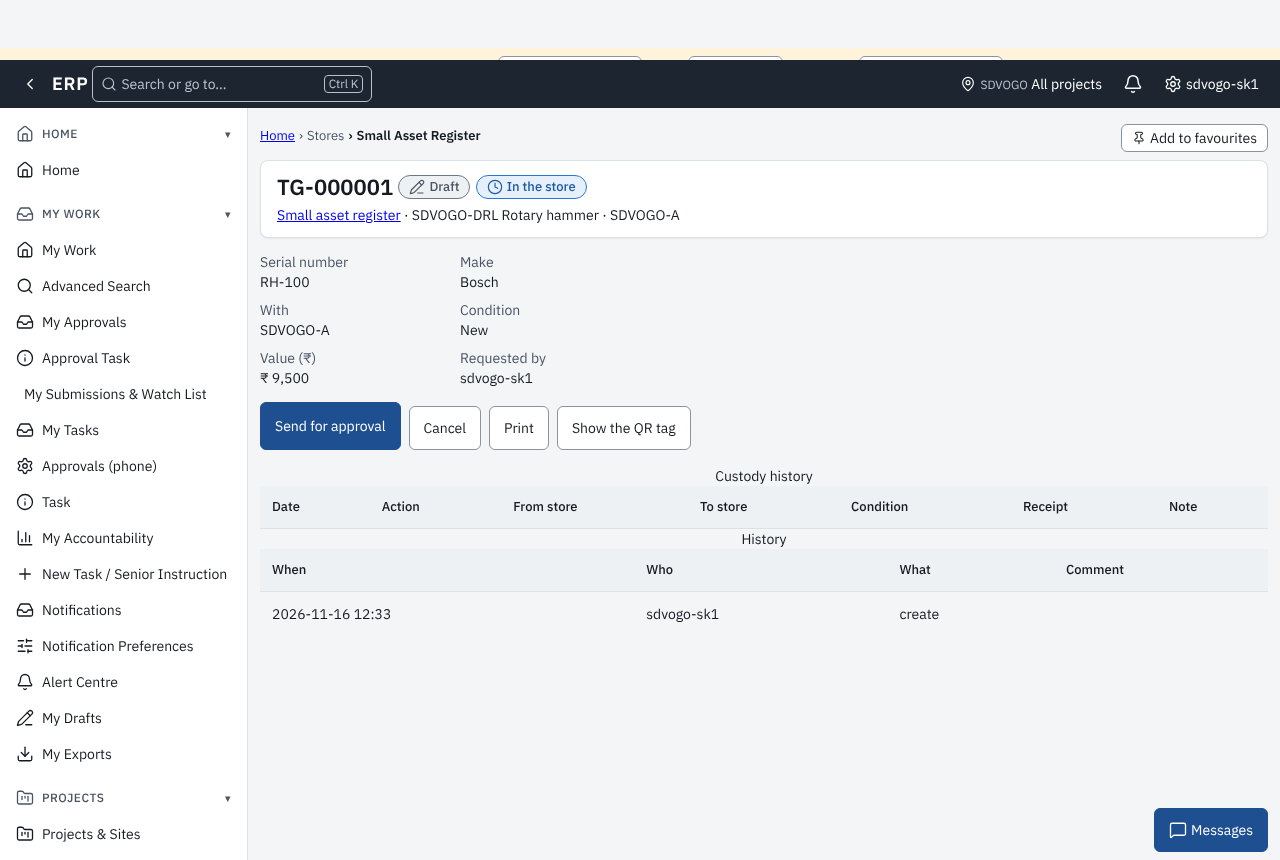 ERP
Search or go to... Ctrl K
SDVOGO All projects
sdvogo-sk1
HOME ▾
Home
MY WORK ▾
My Work
Advanced Search
My Approvals
Approval Task
My Submissions & Watch List
My Tasks
Approvals (phone)
Task
My Accountability
New Task / Senior Instruction
Notifications
Notification Preferences
Alert Centre
My Drafts
My Exports
PROJECTS ▾
Projects & Sites
Home › Stores › Small Asset Register
Add to favourites
TG-000001 Draft In the store
Small asset register · SDVOGO-DRL Rotary hammer · SDVOGO-A
Serial number Make
RH-100 Bosch
With Condition
SDVOGO-A New
Value (₹) Requested by
₹ 9,500 sdvogo-sk1
Send for approval Cancel Print Show the QR tag
Custody history
Date Action From store To store Condition Receipt Note
History
When Who What Comment
2026-11-16 12:33 sdvogo-sk1 create
Messages